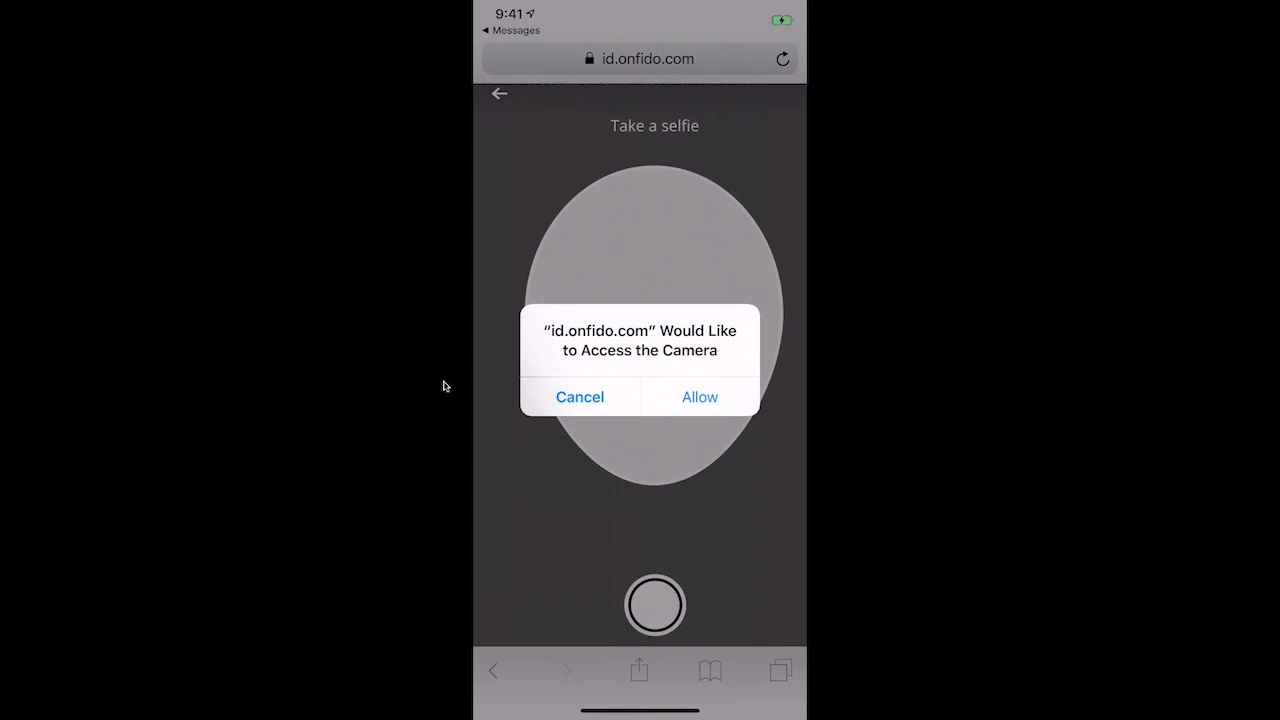 9:41
Messages
id.onfido.com
Take a selfie
“id.onfido.com” Would Like
to Access the Camera
Cancel
Allow